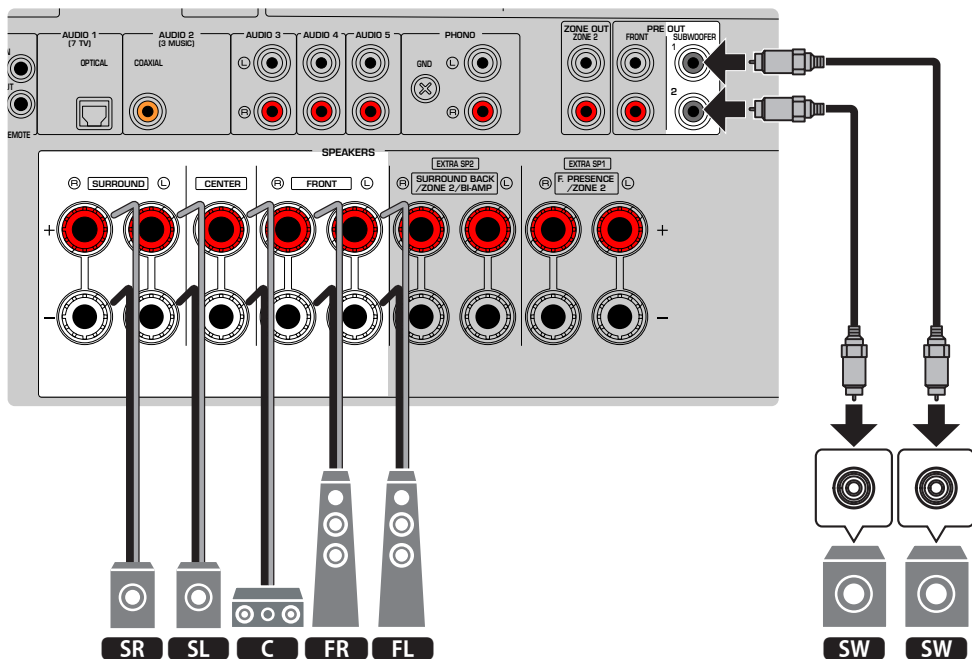 AUDIO 1
(7 TV)
AUDIO 2
(3 MUSIC)
AUDIO 3
AUDIO 4
AUDIO 5
PHONO
ZONE OUT
ZONE 2
PRE OUT
FRONT
SUBWOOFER
OPTICAL
COAXIAL
GND
L
L
1
R
R
2
SPEAKERS
EXTRA SP2
EXTRA SP1
R SURROUND L
CENTER
R FRONT L
R SURROUND BACK L
/ZONE 2/BI-AMP
R F. PRESENCE L
/ZONE 2
+
+
–
–
SR
SL
C
FR
FL
SW
SW